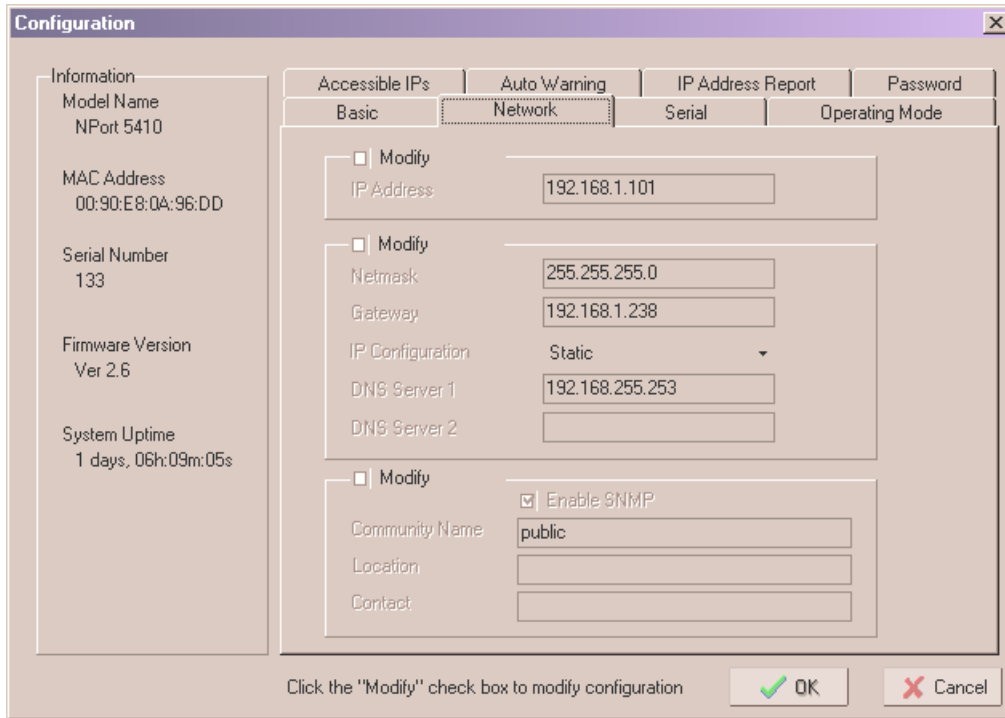 Configuration
Information
Model Name
NPort 5410
MAC Address
00:90:E8:0A:96:DD
Serial Number
133
Firmware Version
Ver 2.6
System Uptime
1 days, 06h:09m:05s
Accessible IPs Auto Warning IP Address Report Password
Basic Network Serial Operating Mode
Modify
IP Address 192.168.1.101
Modify
Netmask 255.255.255.0
Gateway 192.168.1.238
IP Configuration Static
DNS Server 1 192.168.255.253
DNS Server 2
Modify
Enable SNMP
Community Name public
Location
Contact
Click the "Modify" check box to modify configuration
OK
Cancel